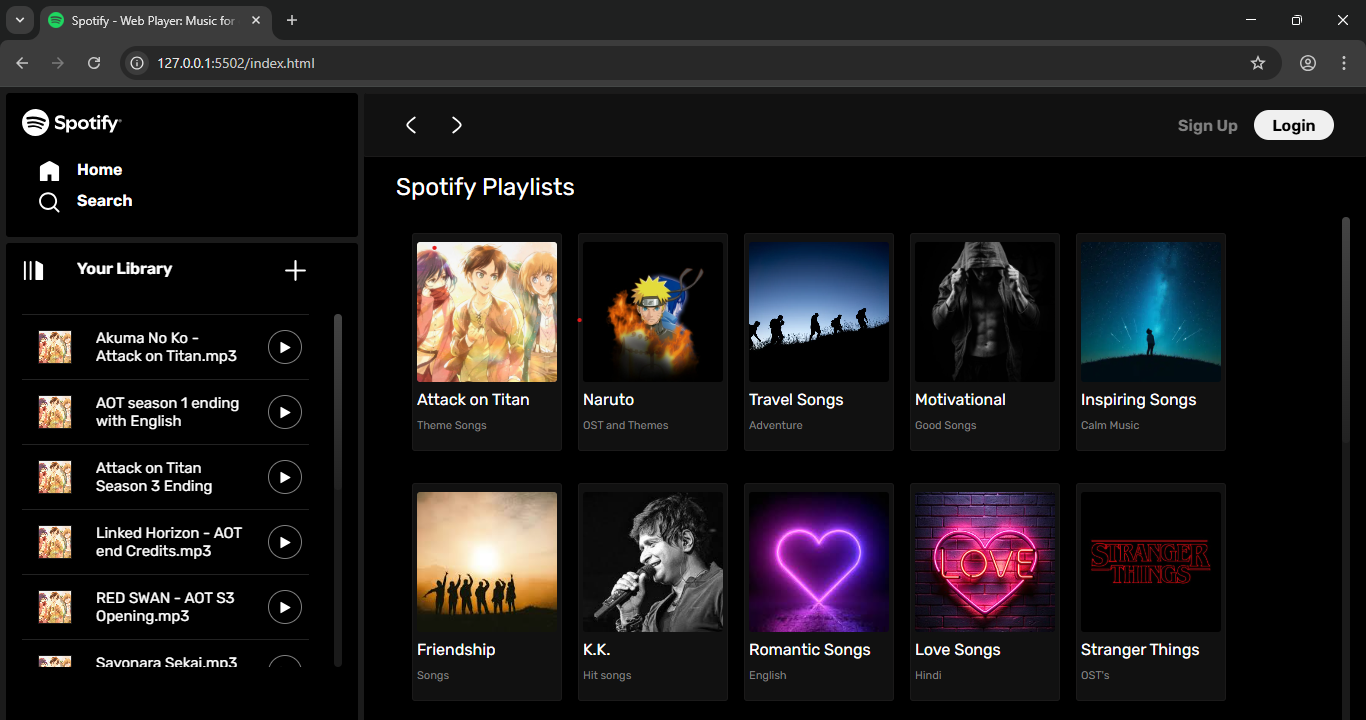 Spotify - Web Player: Music for
127.0.0.1:5502/index.html
Spotify
Home
Search
Your Library
Akuma No Ko -
Attack on Titan.mp3
AOT season 1 ending
with English
Attack on Titan
Season 3 Ending
Linked Horizon - AOT
end Credits.mp3
RED SWAN - AOT S3
Opening.mp3
Sayonara Sekai.mp3
Sign Up
Login
Spotify Playlists
Attack on Titan
Theme Songs
Naruto
OST and Themes
Travel Songs
Adventure
Motivational
Good Songs
Inspiring Songs
Calm Music
Friendship
Songs
K.K.
Hit songs
Romantic Songs
English
LOVE
Love Songs
Hindi
STRANGER
THINGS
Stranger Things
OST's